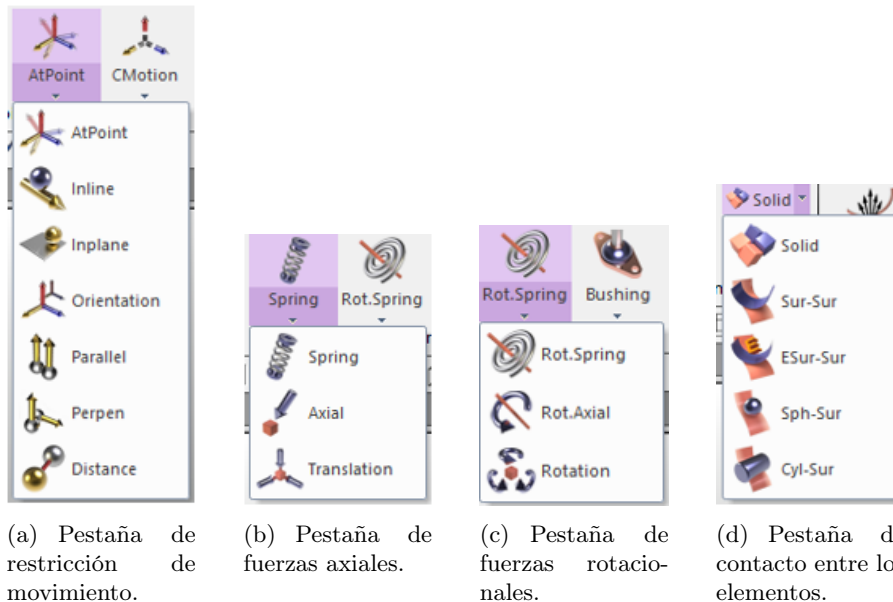 AtPoint
CMotion
AtPoint
Inline
Inplane
Orientation
Parallel
Perpen
Distance
(a) Pestaña de
restricción de
movimiento.
Spring
Rot.Spring
Spring
Axial
Translation
(b) Pestaña de
fuerzas axiales.
Rot.Spring
Bushing
Rot.Spring
Rot.Axial
Rotation
(c) Pestaña de
fuerzas rotacio-
nales.
Solid
Solid
Sur-Sur
ESur-Sur
Sph-Sur
Cyl-Sur
(d) Pestaña d
contacto entre lo
elementos.